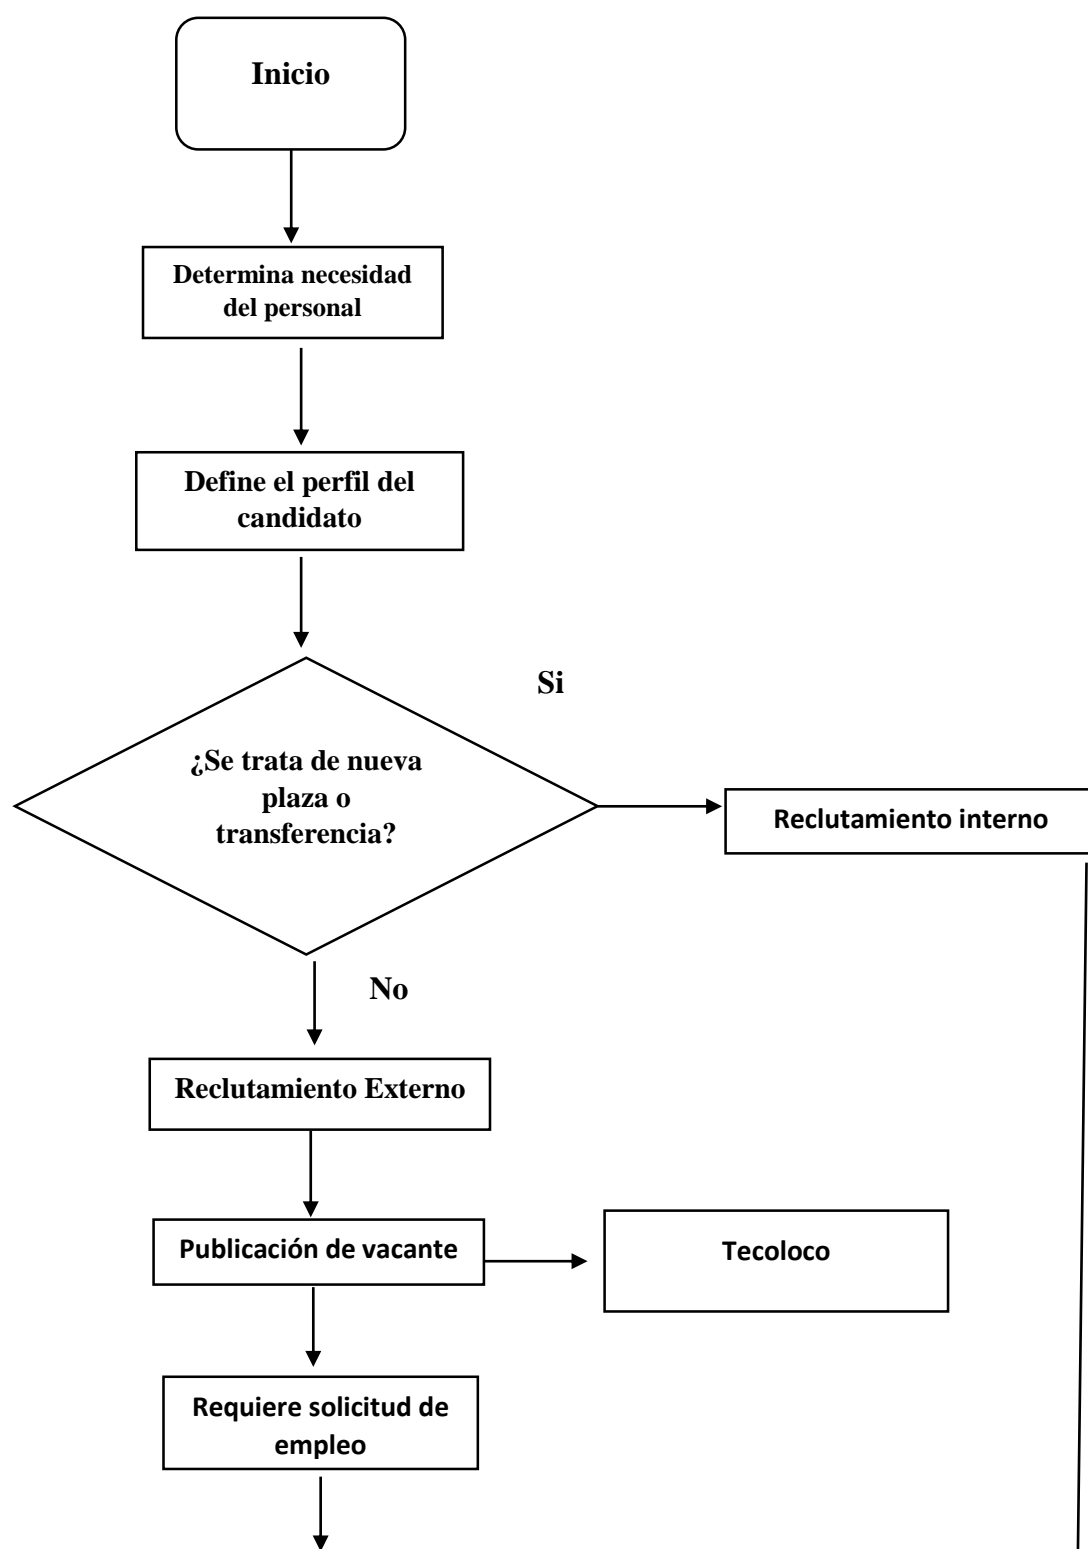 Inicio
Determina necesidad
del personal
Define el perfil del
candidato
Si
¿Se trata de nueva
plaza o
transferencia?
Reclutamiento interno
No
Reclutamiento Externo
Publicación de vacante
Tecoloco
Requiere solicitud de
empleo